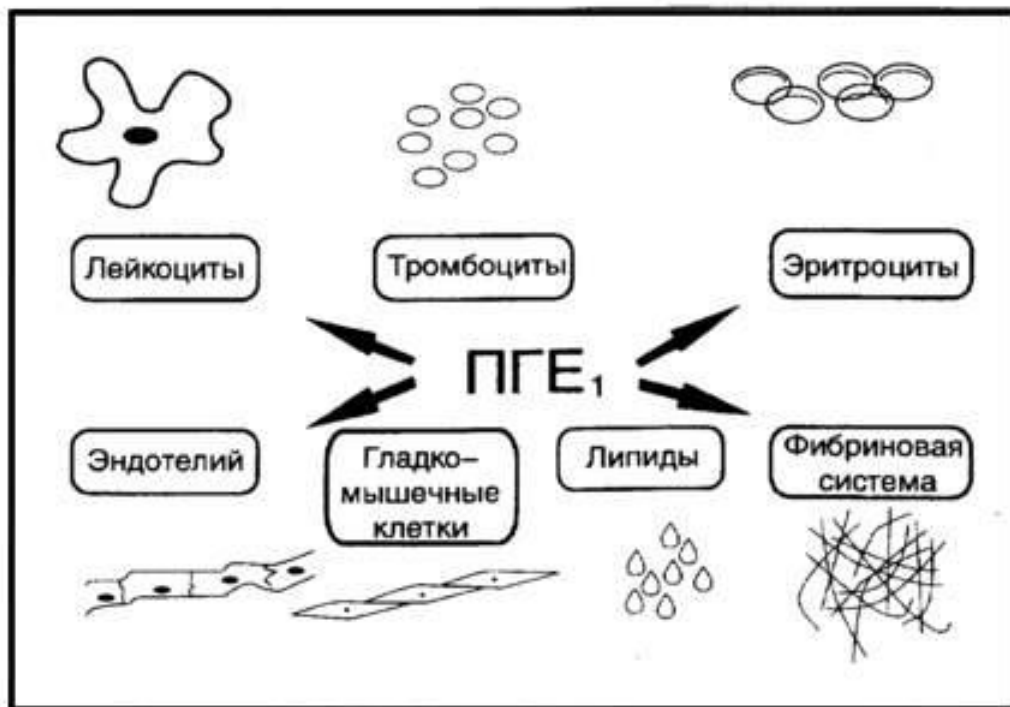 Лейкоциты
Тромбоциты
Эритроциты
ПГЕ₁
Эндотелий
Гладко–
мышечные
клетки
Липиды
Фибриновая
система